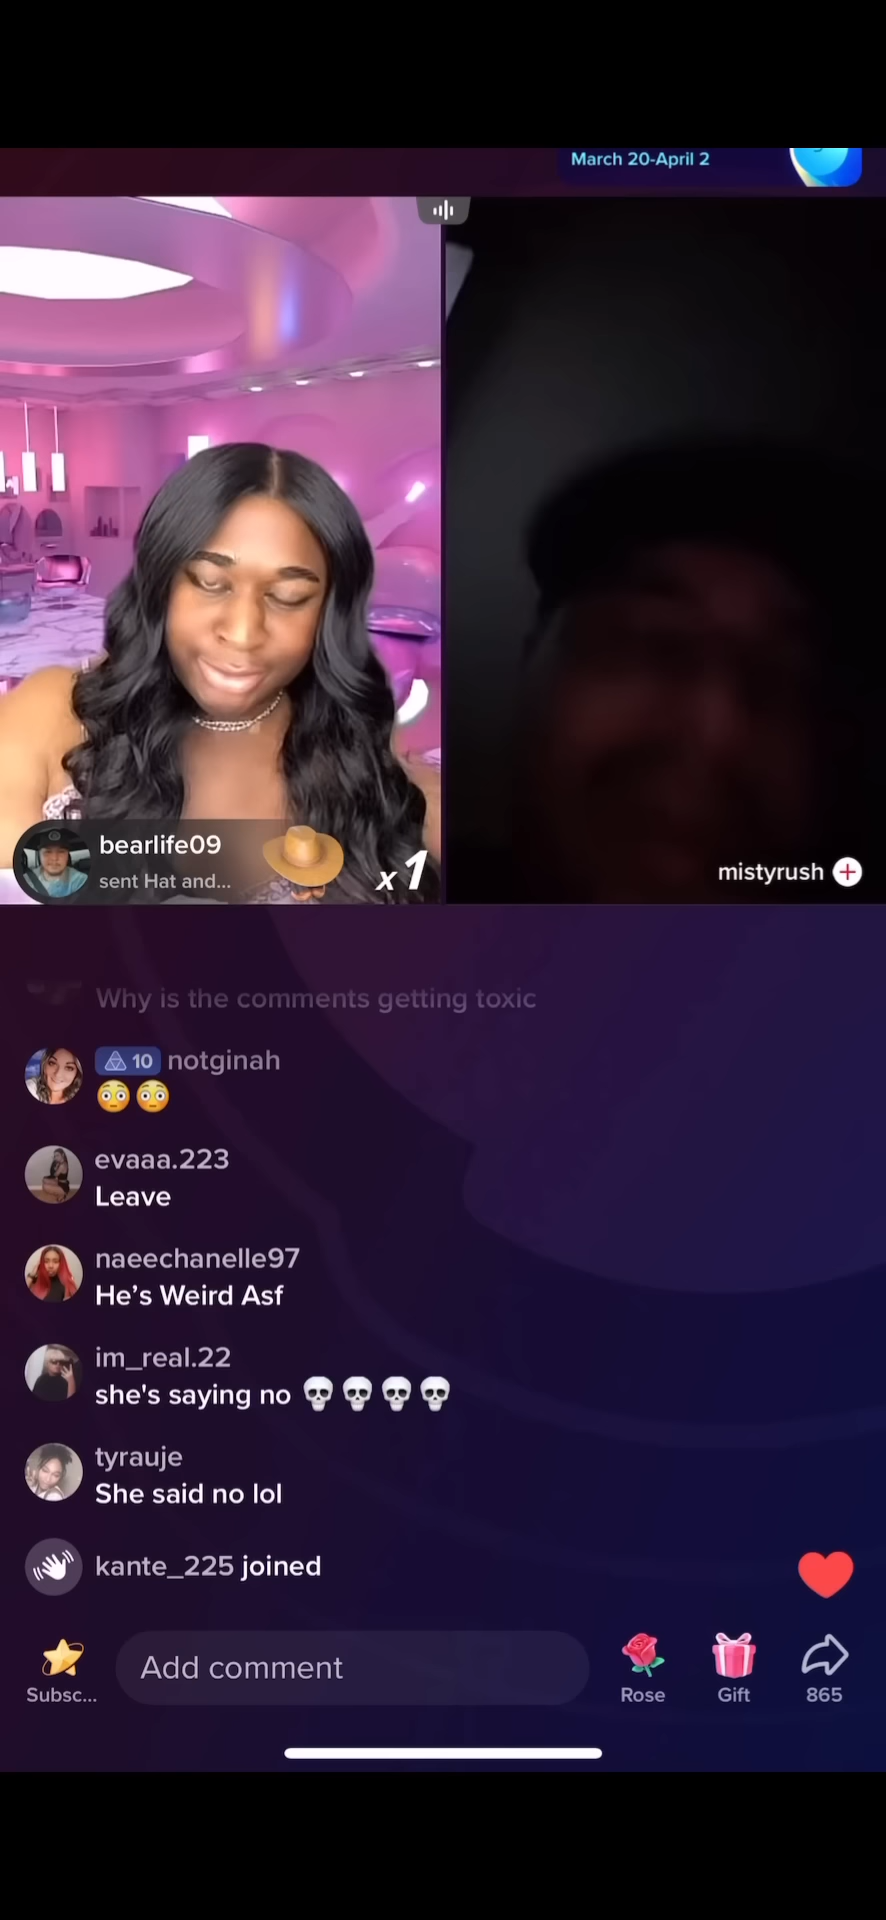 March 20-April 2
bearlife09
sent Hat and...
x1
mistyrush
Why is the comments getting toxic
10 notginah
😳😳
evaaa.223
Leave
naeechanelle97
He's Weird Asf
im_real.22
she's saying no 💀💀💀💀
tyrauje
She said no lol
kante_225 joined
Add comment
Subsc...
Rose
Gift
865